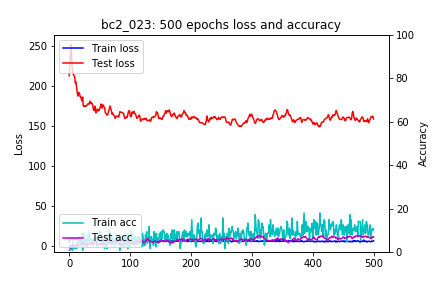 bc2_023: 500 epochs loss and accuracy
Train loss
Test loss
Train acc
Test acc
Loss
Accuracy
250
200
150
100
50
0
100
80
60
40
20
0
0 100 200 300 400 500